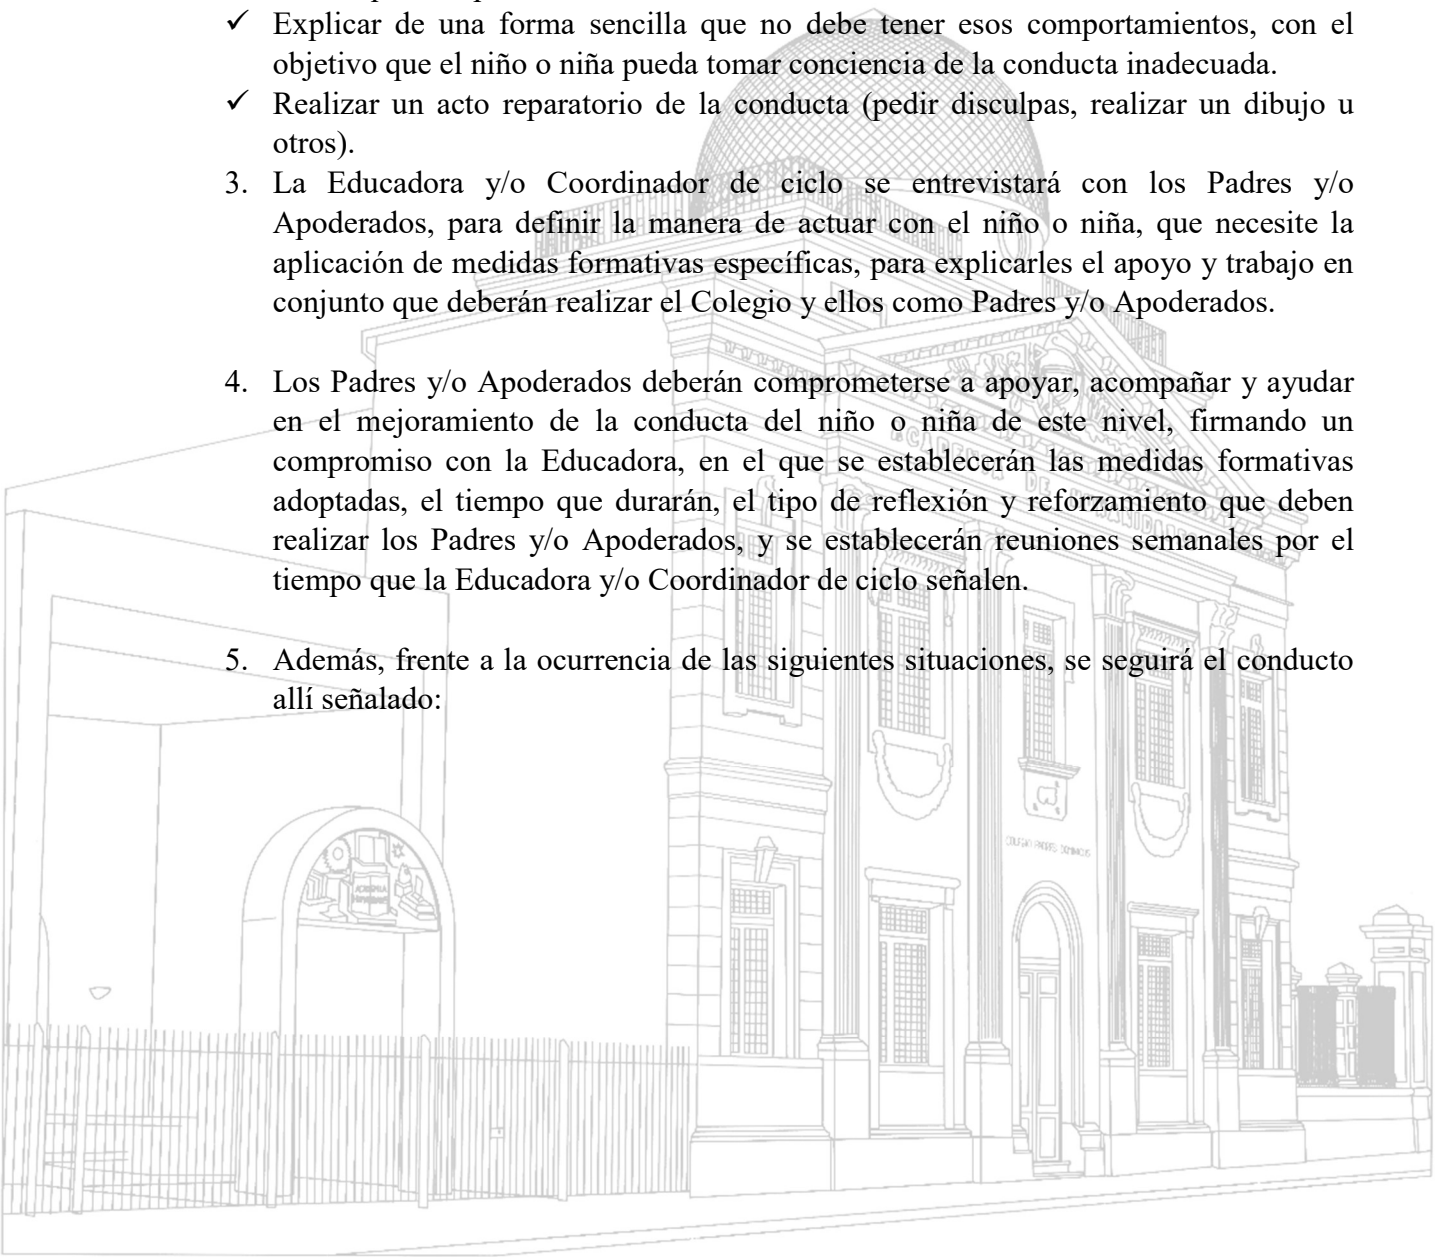 ✓ Explicar de una forma sencilla que no debe tener esos comportamientos, con el
objetivo que el niño o niña pueda tomar conciencia de la conducta inadecuada.
✓ Realizar un acto reparatorio de la conducta (pedir disculpas, realizar un dibujo u
otros).
3. La Educadora y/o Coordinador de ciclo se entrevistará con los Padres y/o
Apoderados, para definir la manera de actuar con el niño o niña, que necesite la
aplicación de medidas formativas específicas, para explicarles el apoyo y trabajo en
conjunto que deberán realizar el Colegio y ellos como Padres y/o Apoderados.
4. Los Padres y/o Apoderados deberán comprometerse a apoyar, acompañar y ayudar
en el mejoramiento de la conducta del niño o niña de este nivel, firmando un
compromiso con la Educadora, en el que se establecerán las medidas formativas
adoptadas, el tiempo que durarán, el tipo de reflexión y reforzamiento que deben
realizar los Padres y/o Apoderados, y se establecerán reuniones semanales por el
tiempo que la Educadora y/o Coordinador de ciclo señalen.
5. Además, frente a la ocurrencia de las siguientes situaciones, se seguirá el conducto
allí señalado:
COLEGIO PADRES DOMINICOS